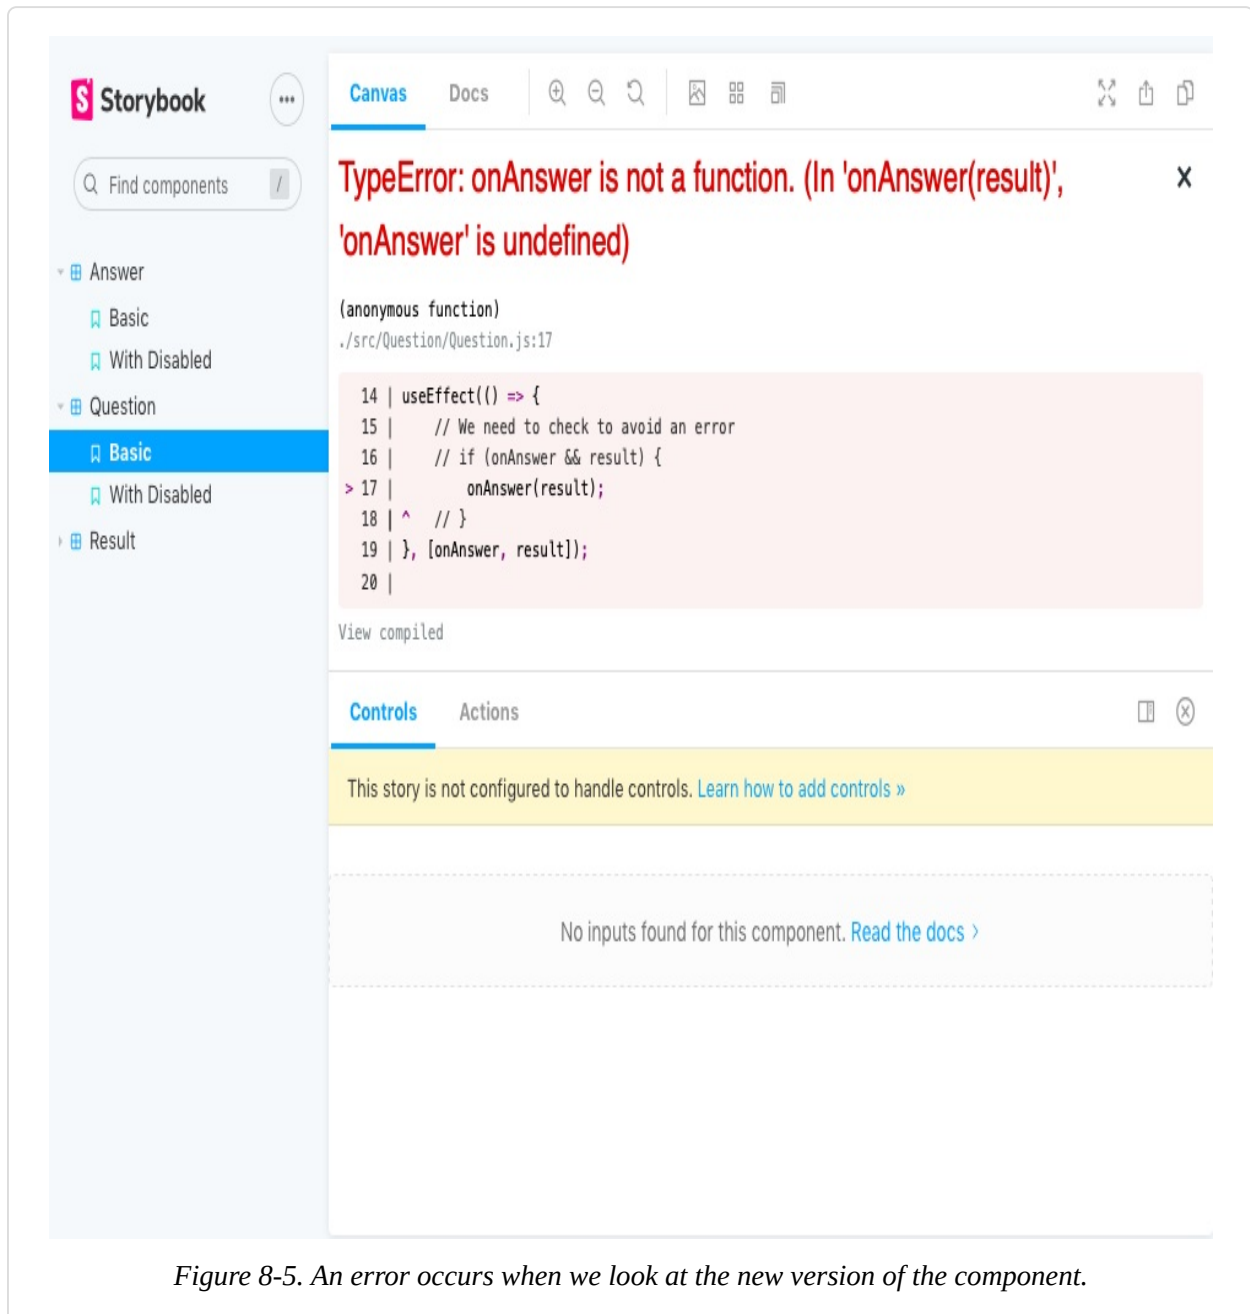 Storybook
Find components /
Answer
Basic
With Disabled
Question
Basic
With Disabled
Result
Canvas Docs
TypeError: onAnswer is not a function. (In 'onAnswer(result)',
'onAnswer' is undefined)
(anonymous function)
./src/Question/Question.js:17
14 | useEffect(() => {
15 |     // We need to check to avoid an error
16 |     // if (onAnswer && result) {
> 17 |         onAnswer(result);
18 | ^   // }
19 | }, [onAnswer, result]);
20 |
View compiled
Controls Actions
This story is not configured to handle controls. Learn how to add controls »
No inputs found for this component. Read the docs >
Figure 8-5. An error occurs when we look at the new version of the component.